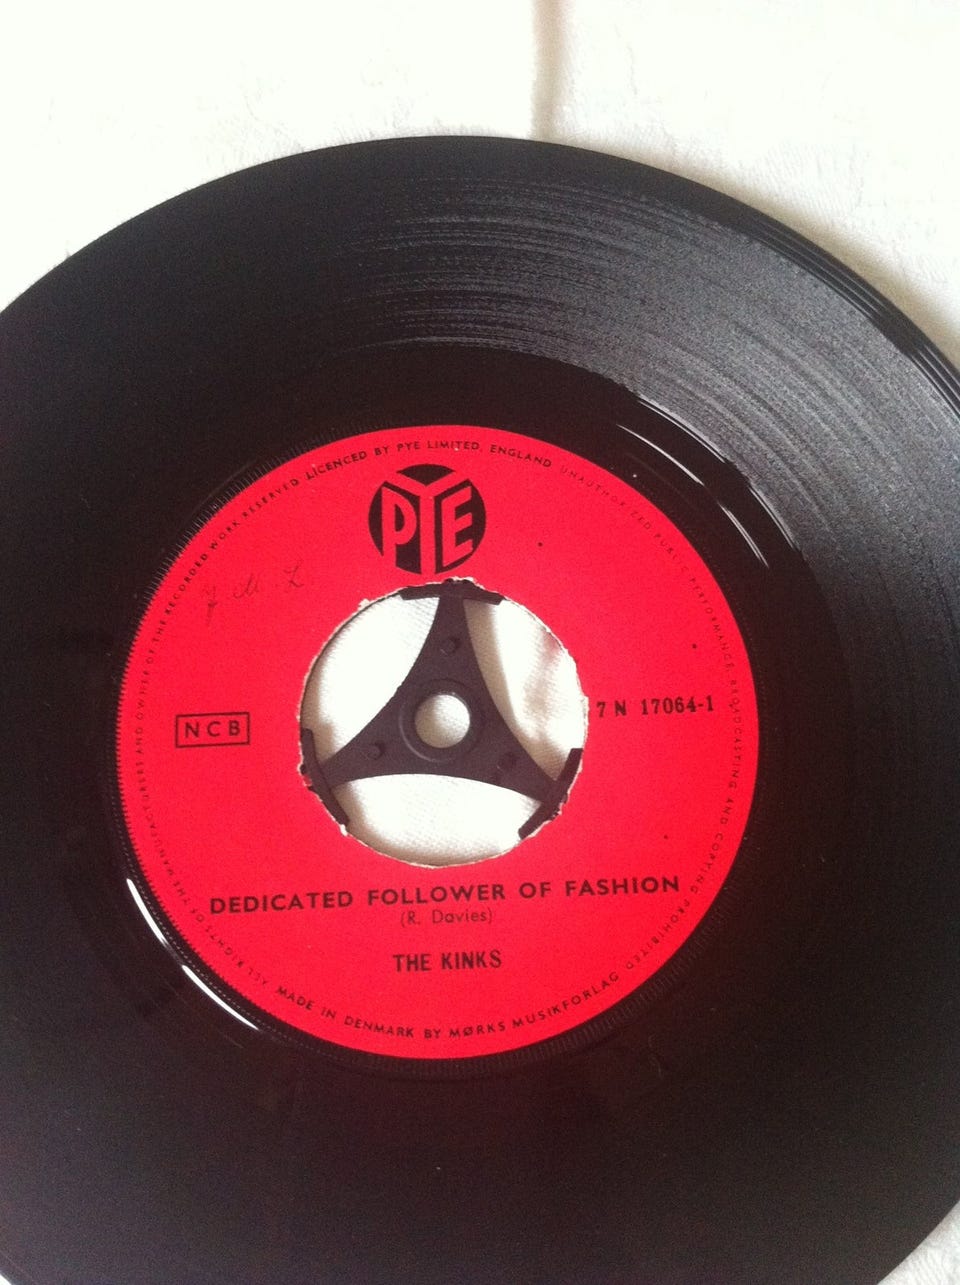 ALL RIGHTS OF THE MANUFACTURERS AND OWNER OF THE RECORDED WORK RESERVED LICENCED BY PYE LIMITED, ENGLAND UNAUTHORIZED PUBLIC PERFORMANCE, BROADCASTING AND COPYING PROHIBITED
PYE
J. M. L
7 N 17064-1
NCB
DEDICATED FOLLOWER OF FASHION
(R. Davies)
THE KINKS
MADE IN DENMARK BY MØRKS MUSIKFORLAG